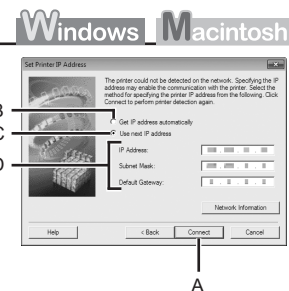 Windows Macintosh
Set Printer IP Address
The printer could not be detected on the network. Specifying the IP
address may enable the communication with the printer. Select the
method for specifying the printer IP address from the following. Click
Connect to perform printer detection again.
B
Get IP address automatically
C
Use next IP address
D
IP Address:
Subnet Mask:
Default Gateway:
Network Information
Help < Back Connect Cancel
A